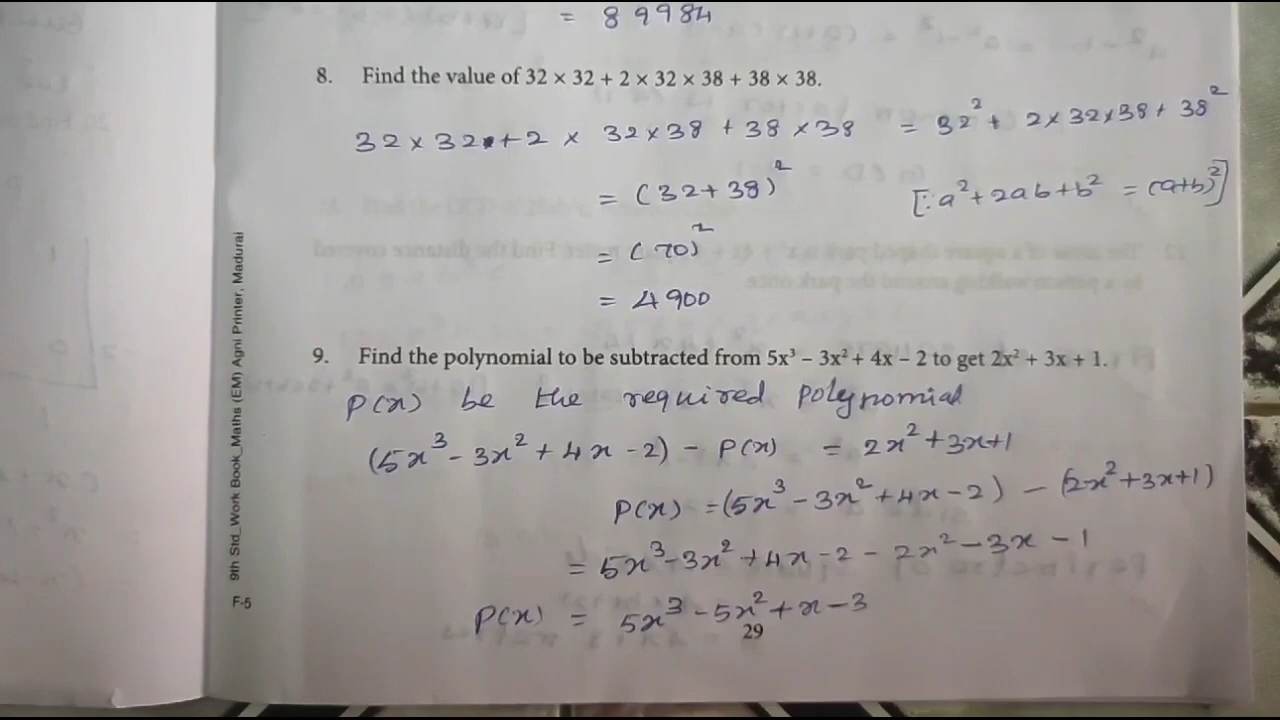 = 89984
8. Find the value of 32 × 32 + 2 × 32 × 38 + 38 × 38.
32 × 32 + 2 × 32 × 38 + 38 × 38 = 32² + 2×32×38 + 38²
= (32 + 38)² [∵ a² + 2ab + b² = (a+b)²]
= (70)²
= 4900
9. Find the polynomial to be subtracted from 5x³ – 3x² + 4x – 2 to get 2x² + 3x + 1.
P(x) be the required polynomial
(5x³ - 3x² + 4x - 2) - P(x) = 2x² + 3x + 1
P(x) = (5x³ - 3x² + 4x - 2) - (2x² + 3x + 1)
= 5x³ - 3x² + 4x - 2 - 2x² - 3x - 1
P(x) = 5x³ - 5x² + x - 3
29
9th Std_Work Book_Maths (EM) Agni Printer, Madurai
F-5